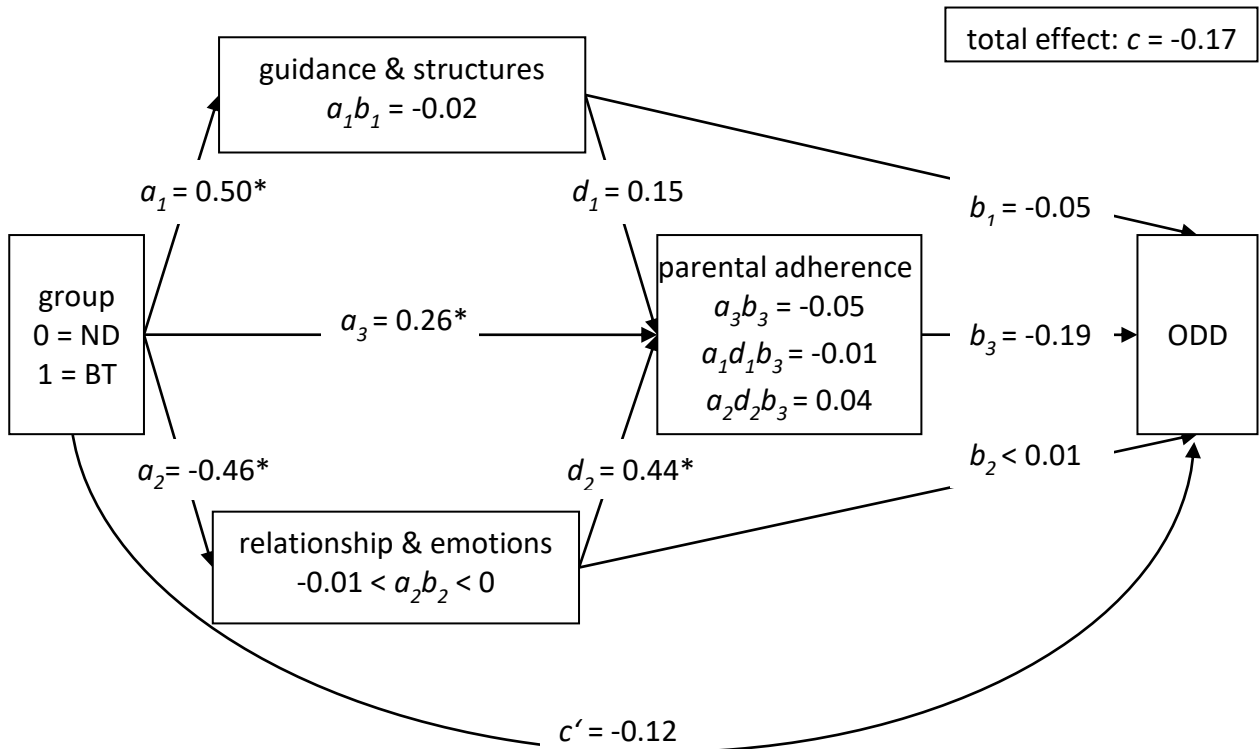 total effect: c = -0.17
guidance & structures
a₁b₁ = -0.02
a₁ = 0.50*
d₁ = 0.15
b₁ = -0.05
group
0 = ND
1 = BT
a₃ = 0.26*
parental adherence
a₃b₃ = -0.05
a₁d₁b₃ = -0.01
a₂d₂b₃ = 0.04
b₃ = -0.19
ODD
a₂= -0.46*
d₂ = 0.44*
b₂ < 0.01
relationship & emotions
-0.01 < a₂b₂ < 0
c‘ = -0.12